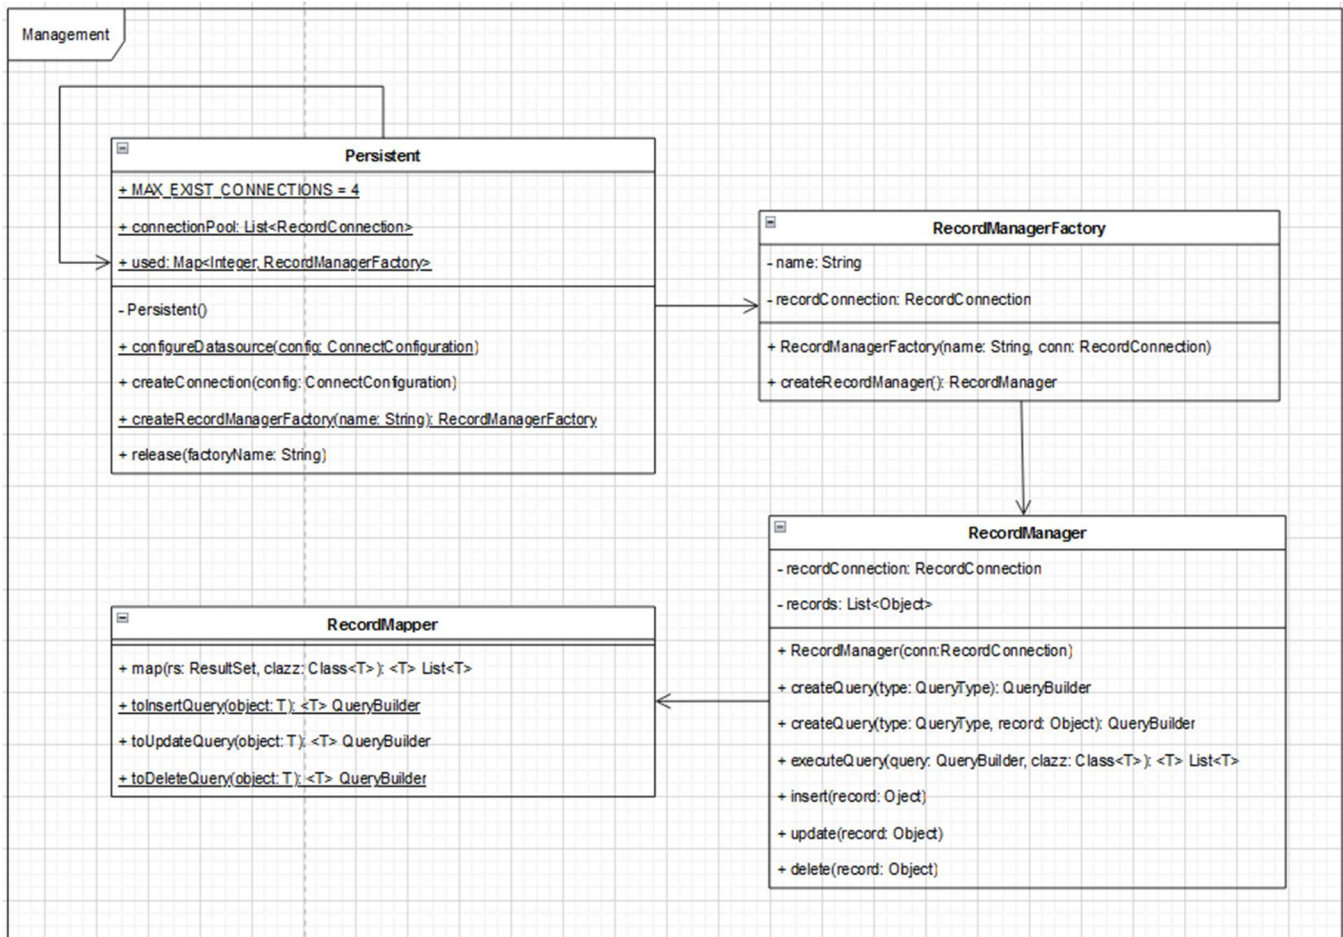 Management
Persistent
+ MAX_EXIST_CONNECTIONS = 4
+ connectionPool: List<RecordConnection>
+ used: Map<Integer, RecordManagerFactory>
- Persistent()
+ configureDatasource(config: ConnectConfiguration)
+ createConnection(config: ConnectConfiguration)
+ createRecordManagerFactory(name: String): RecordManagerFactory
+ release(factoryName: String)
RecordManagerFactory
- name: String
- recordConnection: RecordConnection
+ RecordManagerFactory(name: String, conn: RecordConnection)
+ createRecordManager(): RecordManager
RecordManager
- recordConnection: RecordConnection
- records: List<Object>
+ RecordManager(conn:RecordConnection)
+ createQuery(type: QueryType): QueryBuilder
+ createQuery(type: QueryType, record: Object): QueryBuilder
+ executeQuery(query: QueryBuilder, clazz: Class<T>): <T> List<T>
+ insert(record: Oject)
+ update(record: Object)
+ delete(record: Object)
RecordMapper
+ map(rs: ResultSet, clazz: Class<T>): <T> List<T>
+ toInsertQuery(object: T): <T> QueryBuilder
+ toUpdateQuery(object: T): <T> QueryBuilder
+ toDeleteQuery(object: T): <T> QueryBuilder